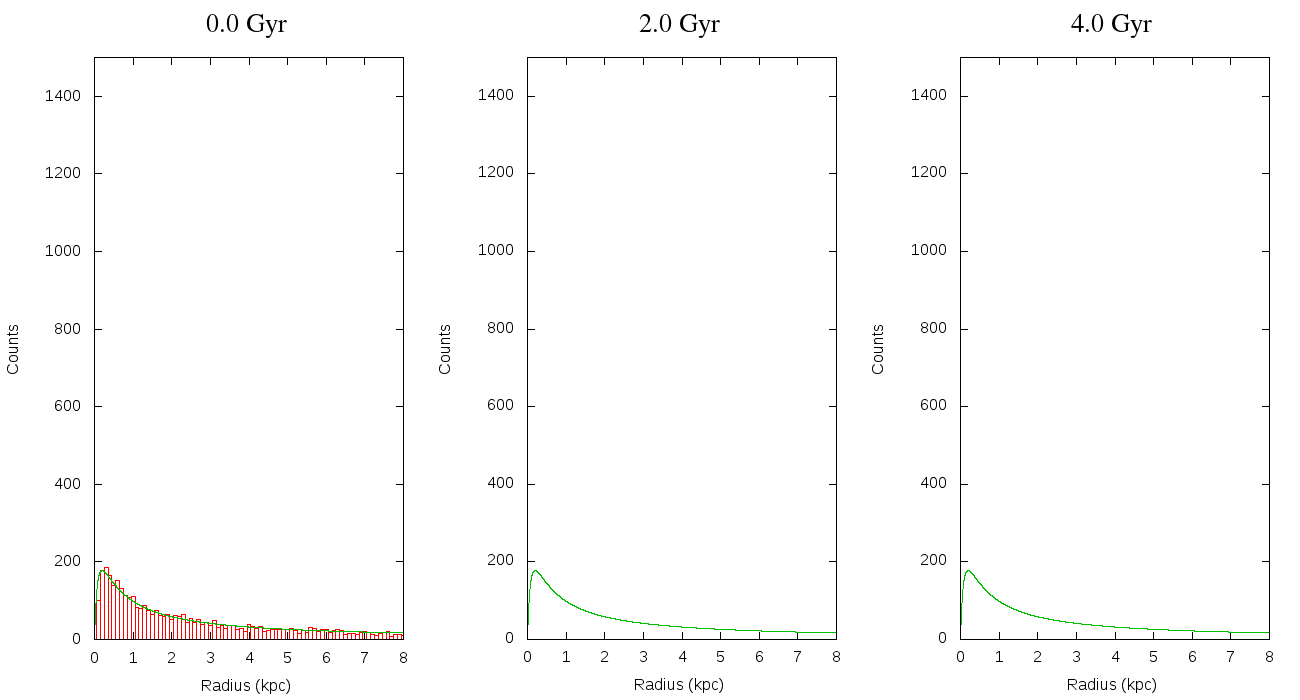 0.0 Gyr 2.0 Gyr 4.0 Gyr
1400 1400 1400
1200 1200 1200
1000 1000 1000
800 800 800
Counts Counts Counts
600 600 600
400 400 400
200 200 200
0 0 0
0 1 2 3 4 5 6 7 8 0 1 2 3 4 5 6 7 8 0 1 2 3 4 5 6 7 8
Radius (kpc) Radius (kpc) Radius (kpc)